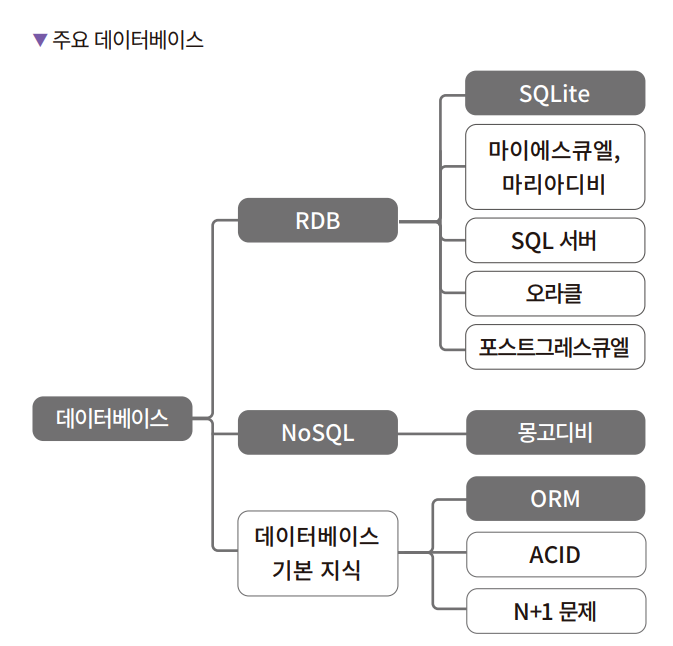 ▼ 주요 데이터베이스
SQLite
마이에스큐엘,
마리아디비
RDB
SQL 서버
오라클
포스트그레스큐엘
데이터베이스
NoSQL
몽고디비
ORM
데이터베이스
기본 지식
ACID
N+1 문제